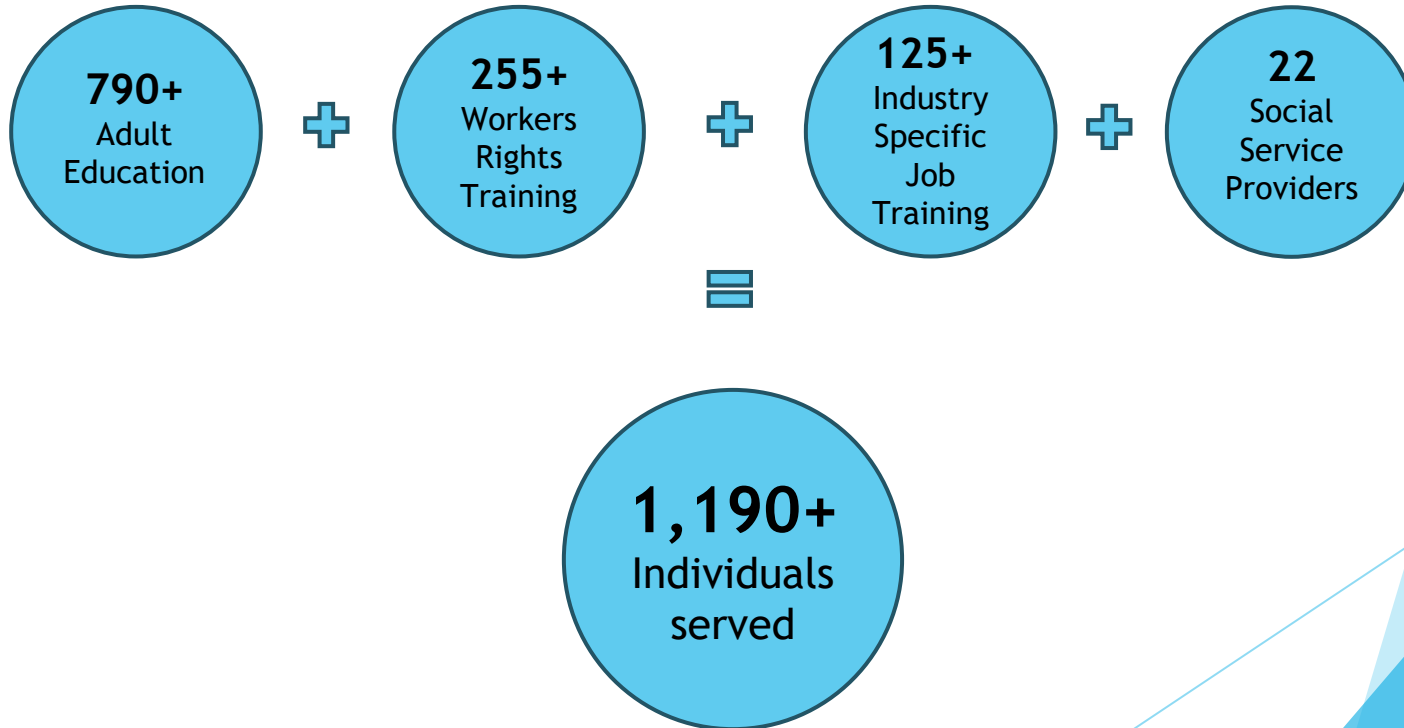 790+
Adult
Education
255+
Workers
Rights
Training
125+
Industry
Specific
Job
Training
22
Social
Service
Providers
1,190+
Individuals
served